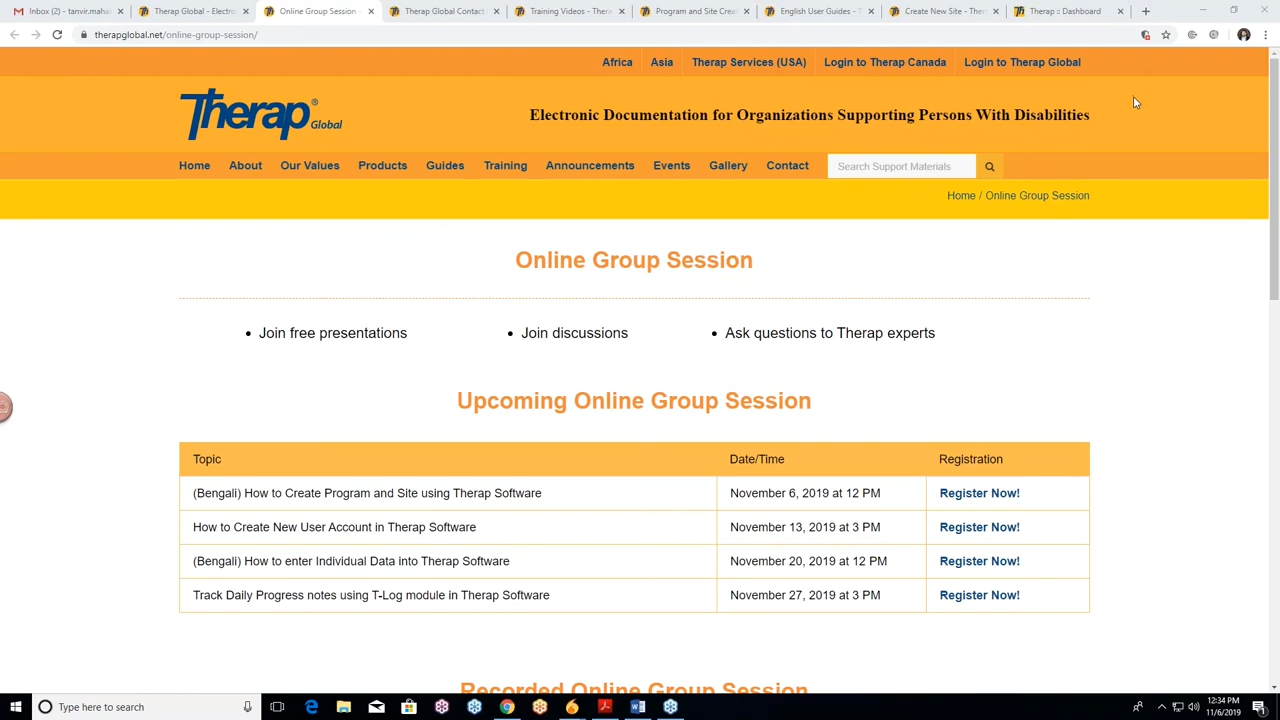 Inbox (2) - tanvir.mahal
Therap Global - Electro
Online Group Session
Therap Global Contact
Training Videos - Thera
Program and Site Creat
English User Guides - T
Create New Site - Thera
Therap :: Dashboard
therapglobal.net/online-group-session/
Africa Asia Therap Services (USA) Login to Therap Canada Login to Therap Global
Therap® Global
Electronic Documentation for Organizations Supporting Persons With Disabilities
Home About Our Values Products Guides Training Announcements Events Gallery Contact Search Support Materials
Home / Online Group Session
Online Group Session
• Join free presentations • Join discussions • Ask questions to Therap experts
Upcoming Online Group Session
Topic Date/Time Registration
(Bengali) How to Create Program and Site using Therap Software November 6, 2019 at 12 PM Register Now!
How to Create New User Account in Therap Software November 13, 2019 at 3 PM Register Now!
(Bengali) How to enter Individual Data into Therap Software November 20, 2019 at 12 PM Register Now!
Track Daily Progress notes using T-Log module in Therap Software November 27, 2019 at 3 PM Register Now!
Recorded Online Group Session
Type here to search
12:34 PM
11/6/2019